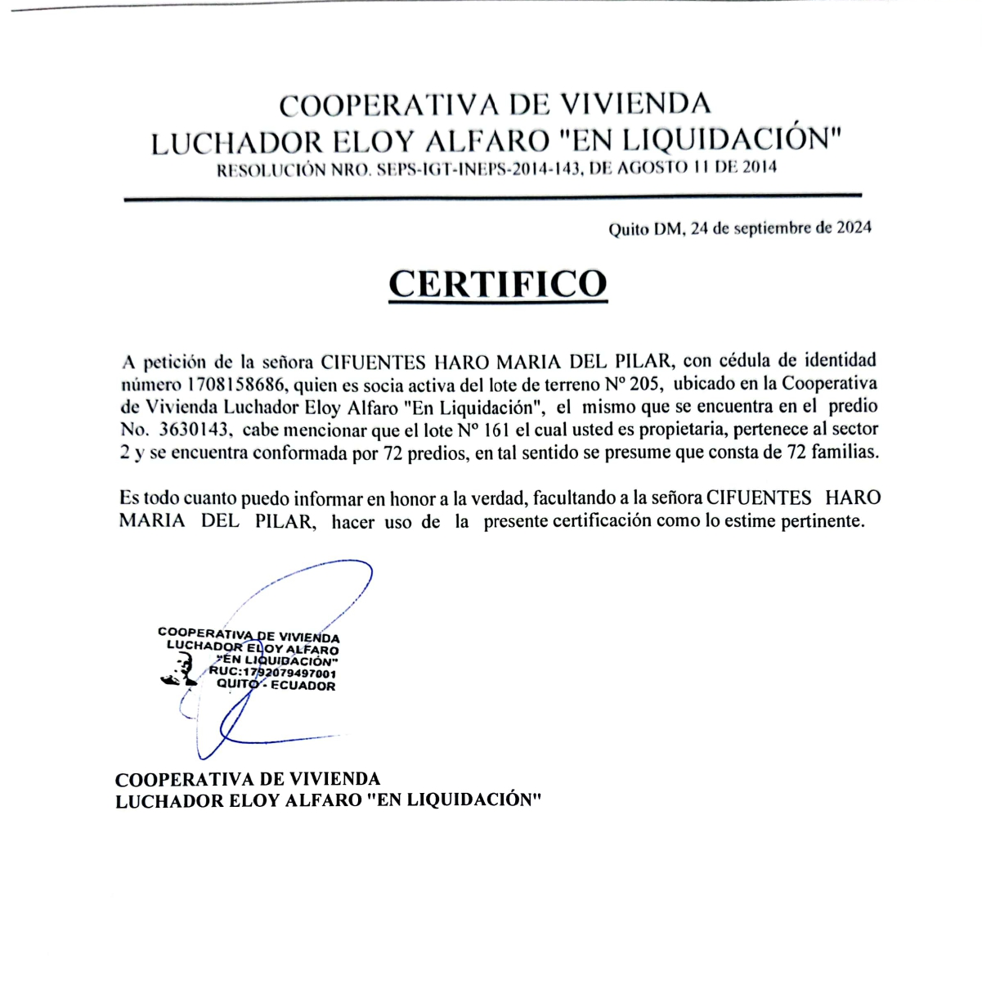 COOPERATIVA DE VIVIENDA
LUCHADOR ELOY ALFARO "EN LIQUIDACIÓN"
RESOLUCIÓN NRO. SEPS-IGT-INEPS-2014-143, DE AGOSTO 11 DE 2014
Quito DM, 24 de septiembre de 2024
CERTIFICO
A petición de la señora CIFUENTES HARO MARIA DEL PILAR, con cédula de identidad
número 1708158686, quien es socia activa del lote de terreno Nº 205, ubicado en la Cooperativa
de Vivienda Luchador Eloy Alfaro "En Liquidación", el mismo que se encuentra en el predio
No. 3630143, cabe mencionar que el lote Nº 161 el cual usted es propietaria, pertenece al sector
2 y se encuentra conformada por 72 predios, en tal sentido se presume que consta de 72 familias.
Es todo cuanto puedo informar en honor a la verdad, facultando a la señora CIFUENTES HARO
MARIA DEL PILAR, hacer uso de la presente certificación como lo estime pertinente.
COOPERATIVA DE VIVIENDA
LUCHADOR ELOY ALFARO
"EN LIQUIDACIÓN"
RUC:1792079497001
QUITO - ECUADOR
COOPERATIVA DE VIVIENDA
LUCHADOR ELOY ALFARO "EN LIQUIDACIÓN"